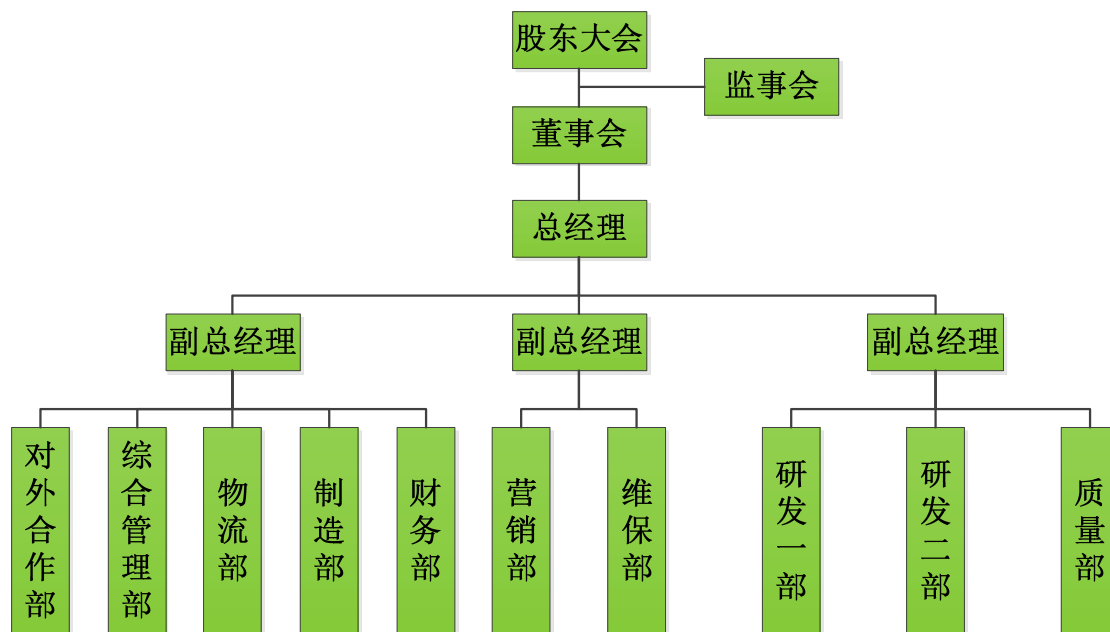 股东大会
监事会
董事会
总经理
副总经理
副总经理
副总经理
对外合作部
综合管理部
物流部
制造部
财务部
营销部
维保部
研发一部
研发二部
质量部